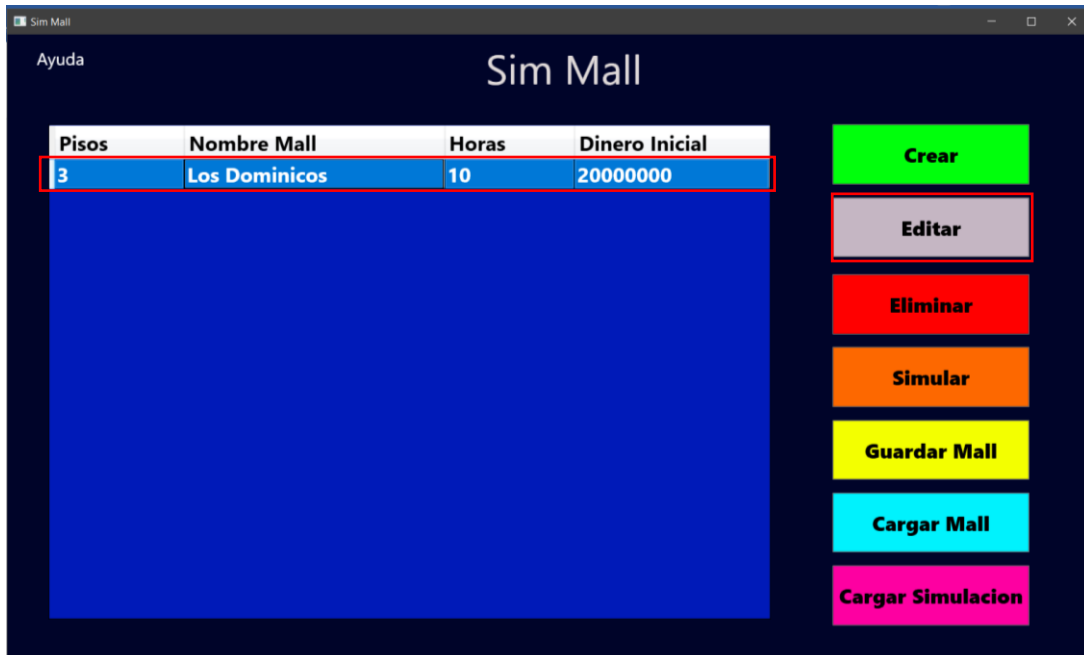 Sim Mall
Ayuda
Sim Mall
Pisos Nombre Mall Horas Dinero Inicial
3 Los Dominicos 10 20000000
Crear
Editar
Eliminar
Simular
Guardar Mall
Cargar Mall
Cargar Simulacion